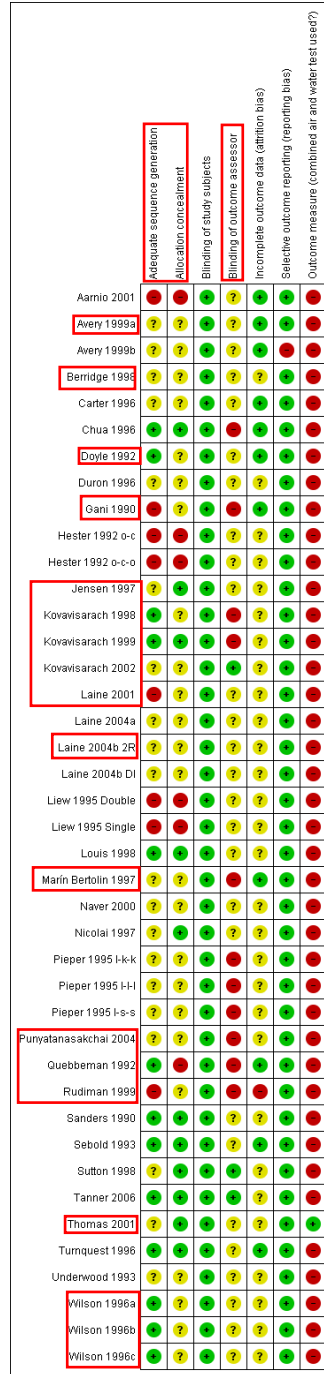 Adequate sequence generation
Allocation concealment
Blinding of study subjects
Blinding of outcome assessor
Incomplete outcome data (attrition bias)
Selective outcome reporting (reporting bias)
Outcome measure (combined air and water test used?)
Aarnio 2001 - - + ? + + -
Avery 1999a ? ? + ? + + -
Avery 1999b ? ? + ? + - -
Berridge 1998 ? ? + ? ? + -
Carter 1996 ? ? + ? + + -
Chua 1996 + + + - + + -
Doyle 1992 + ? + ? + + -
Duron 1996 ? ? + ? ? + -
Gani 1990 - ? + - + + -
Hester 1992 o-c - - + ? ? + -
Hester 1992 o-c-o - - + ? ? + -
Jensen 1997 ? + + ? ? + -
Kovavisarach 1998 + ? + - ? + -
Kovavisarach 1999 + + + - ? + -
Kovavisarach 2002 ? ? + + ? + -
Laine 2001 - ? + ? ? + -
Laine 2004a ? ? + ? ? + -
Laine 2004b 2R ? ? + ? ? + -
Laine 2004b DI ? ? + ? ? + -
Liew 1995 Double - - + ? ? + -
Liew 1995 Single - - + ? ? + -
Louis 1998 + + + ? ? + -
Marín Bertolin 1997 ? ? + - + + -
Naver 2000 ? ? + ? ? + -
Nicolai 1997 ? + + ? ? + -
Pieper 1995 l-k-k ? ? + - ? + -
Pieper 1995 l-l-l ? ? + - ? + -
Pieper 1995 l-s-s ? ? + - ? + -
Punyatanasakchai 2004 ? ? + - ? + -
Quebbeman 1992 + - + - + + -
Rudiman 1999 - ? + - - + -
Sanders 1990 + + + ? ? + -
Sebold 1993 + + + ? + + -
Sutton 1998 ? + + + ? + -
Tanner 2006 + + + + ? + -
Thomas 2001 ? + + ? ? + +
Turnquest 1996 + + + ? + + -
Underwood 1993 ? ? + ? ? + -
Wilson 1996a + ? + ? ? + -
Wilson 1996b + ? + ? ? + -
Wilson 1996c + ? + ? ? + -